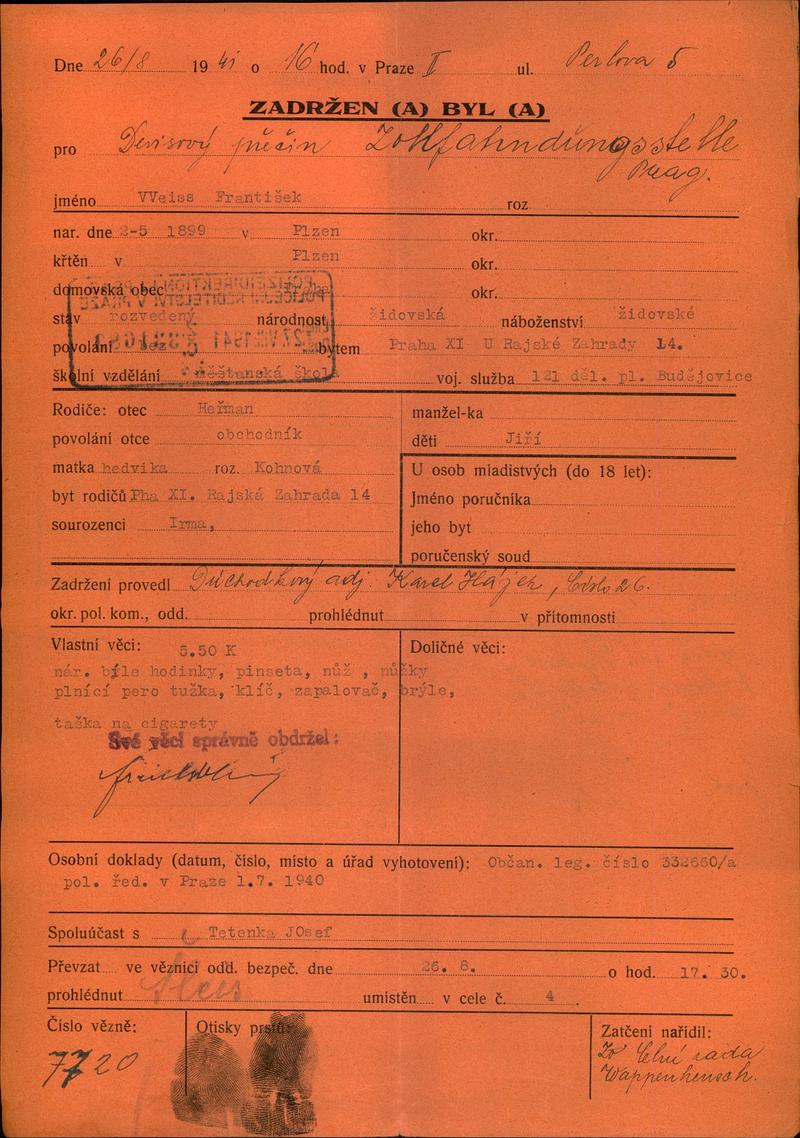 Dne 26/8 1941 o 16 hod. v Praze II ul. Perlova 5
ZADRŽEN (A) BYL (A)
pro Devisový přečin Zollfahndungsstelle
Prag.
jméno VWeiss František roz.
nar. dne 2-5 1899 v Plzen okr.
křtěn v Plzen okr.
domovská obec okr.
stav rozvedený národnost židovská náboženství židovské
povolání bytem Praha XI U Rajské Zahrady 14.
školní vzdělání měštanská škola voj. služba 121 děl. pl. Budějovice
Rodiče: otec Heřman manžel-ka
povolání otce obchodník děti Jiří
matka hedvika roz. Kohnová U osob mladistvých (do 18 let):
byt rodičů Pha XI. Rajská Zahrada 14 Jméno poručníka
sourozenci Irma, jeho byt
poručenský soud
Zadržení provedl Důchodkový adj. Karel Hájek, číslo 26.
okr. pol. kom., odd. prohlédnut v přítomnosti
Vlastní věci: 5.50 K Doličné věci:
nár. bíle hodinky, pinseta, nůž , nůžky
plnící pero tužka, klíč, zapalovač, brýle,
taška na cigarety
Své věci správně obdržel:
Osobní doklady (datum, číslo, místo a úřad vyhotovení): Občan. leg. číslo 332660/a
pol. řed. v Praze 1.7. 1940
Spoluúčast s Tetenka JOsef
Převzat ve věznici odd. bezpeč. dne 26. 8. o hod. 17. 30.
prohlédnut umístěn v cele č. 4 .
Číslo vězně: Otisky prstů: Zatčení nařídil:
7720
celní rada
Wappenhensch.